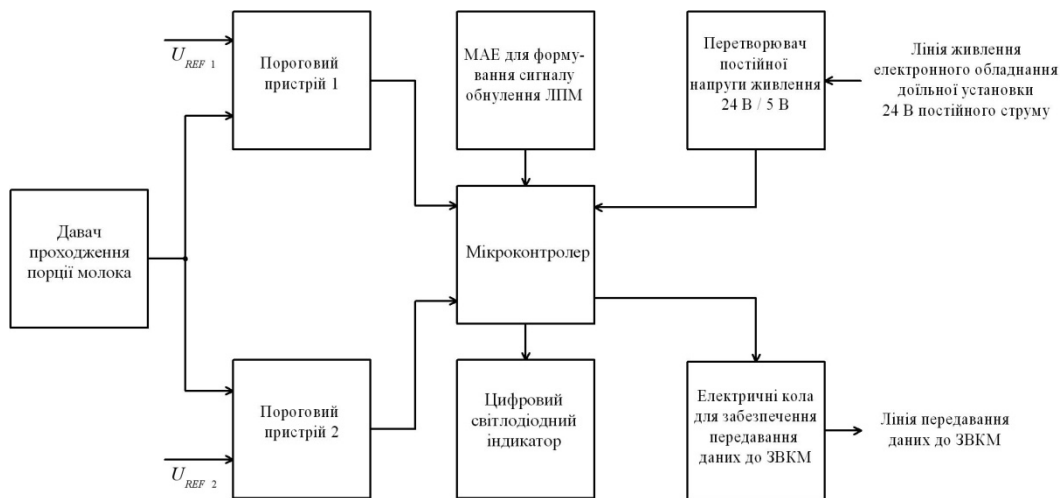 U REF 1
Пороговий
пристрій 1
МАЕ для форму-
вання сигналу
обнулення ЛПМ
Перетворювач
постійної
напруги живлення
24 В / 5 В
Лінія живлення
електронного обладнання
доїльної установки
24 В постійного струму
Давач
проходження
порції молока
Мікроконтролер
Пороговий
пристрій 2
U REF 2
Цифровий
світлодіодний
індикатор
Електричні кола
для забезпечення
передавання
даних до ЗВКМ
Лінія передавання
даних до ЗВКМ